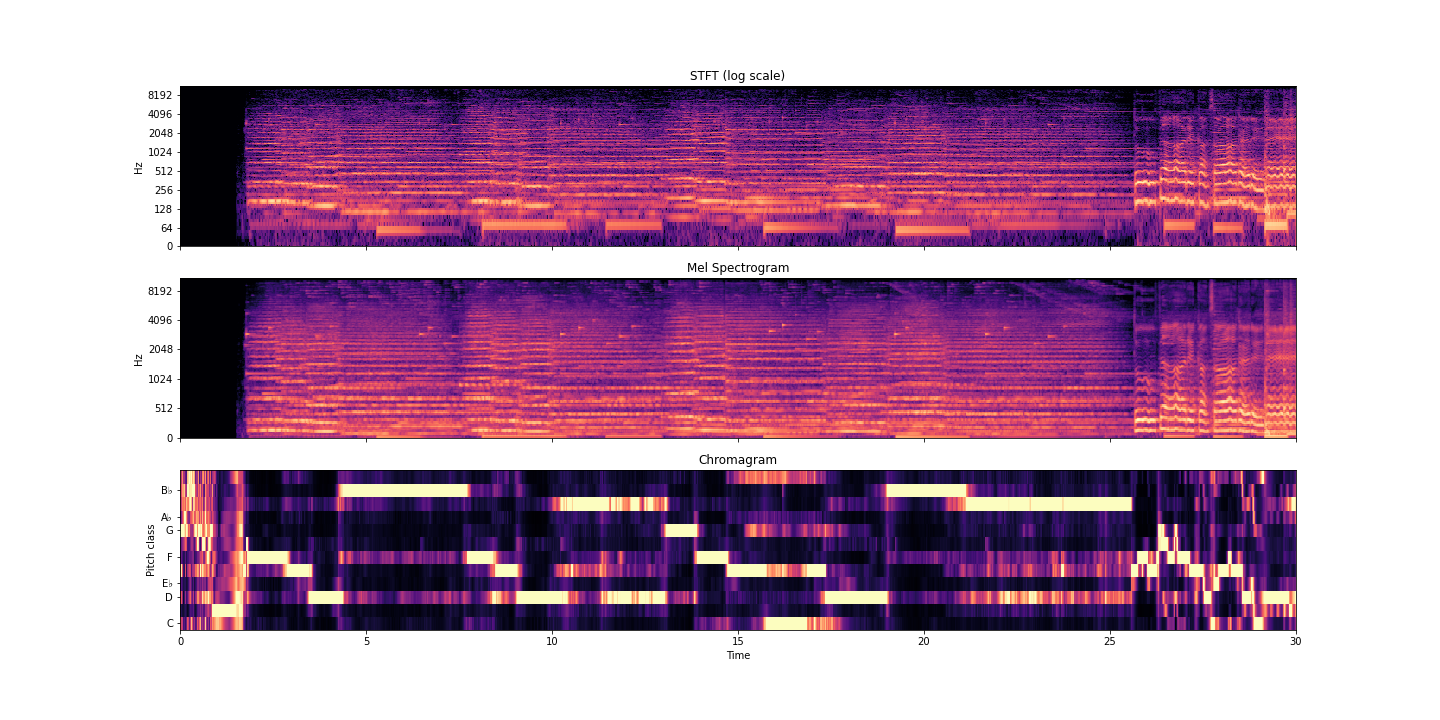 STFT (log scale)
8192
4096
2048
1024
512
256
128
64
0
Hz
Mel Spectrogram
8192
4096
2048
1024
512
0
Hz
Chromagram
B♭
A♭
G
F
E♭
D
C
Pitch class
0 5 10 15 20 25 30
Time